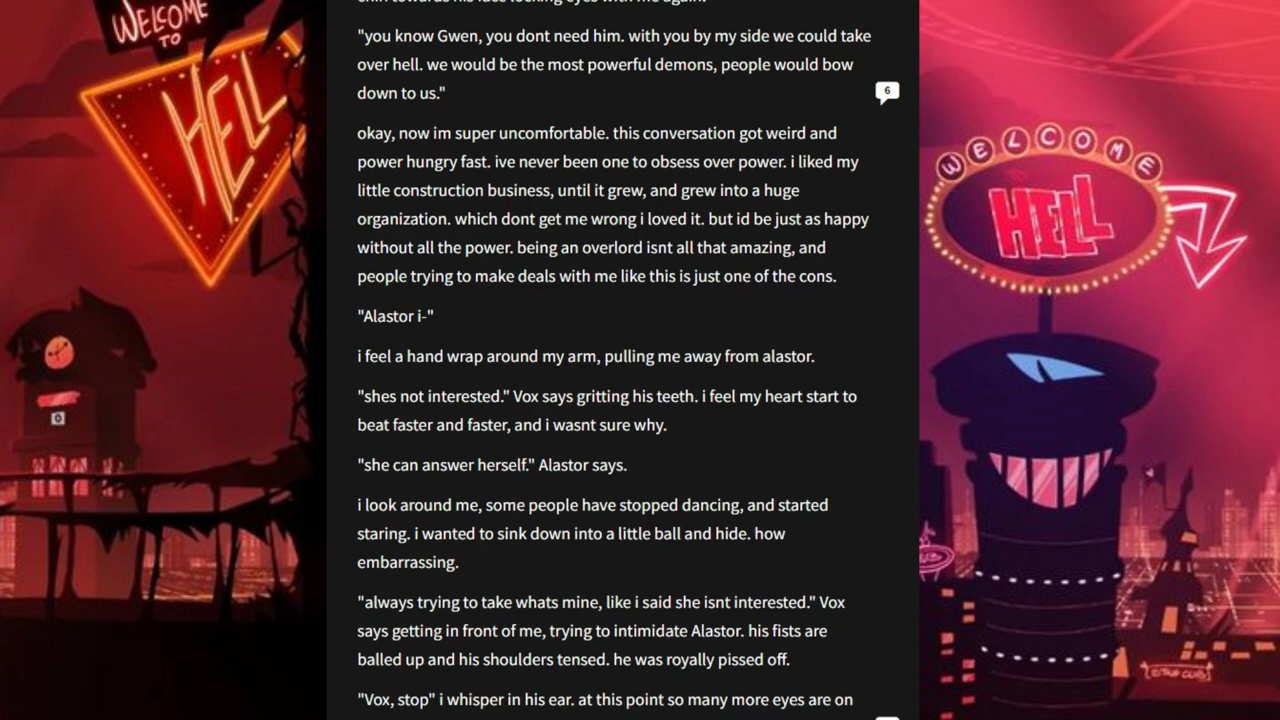 WELCOME
TO
HELL
chin towards his face locking eyes with me again.
"you know Gwen, you dont need him. with you by my side we could take
over hell. we would be the most powerful demons, people would bow
down to us."
6
okay, now im super uncomfortable. this conversation got weird and
power hungry fast. ive never been one to obsess over power. i liked my
little construction business, until it grew, and grew into a huge
organization. which dont get me wrong i loved it. but id be just as happy
without all the power. being an overlord isnt all that amazing, and
people trying to make deals with me like this is just one of the cons.
"Alastor i-"
i feel a hand wrap around my arm, pulling me away from alastor.
"shes not interested." Vox says gritting his teeth. i feel my heart start to
beat faster and faster, and i wasnt sure why.
"she can answer herself." Alastor says.
i look around me, some people have stopped dancing, and started
staring. i wanted to sink down into a little ball and hide. how
embarrassing.
"always trying to take whats mine, like i said she isnt interested." Vox
says getting in front of me, trying to intimidate Alastor. his fists are
balled up and his shoulders tensed. he was royally pissed off.
"Vox, stop" i whisper in his ear. at this point so many more eyes are on
WELCOME
TO
HELL